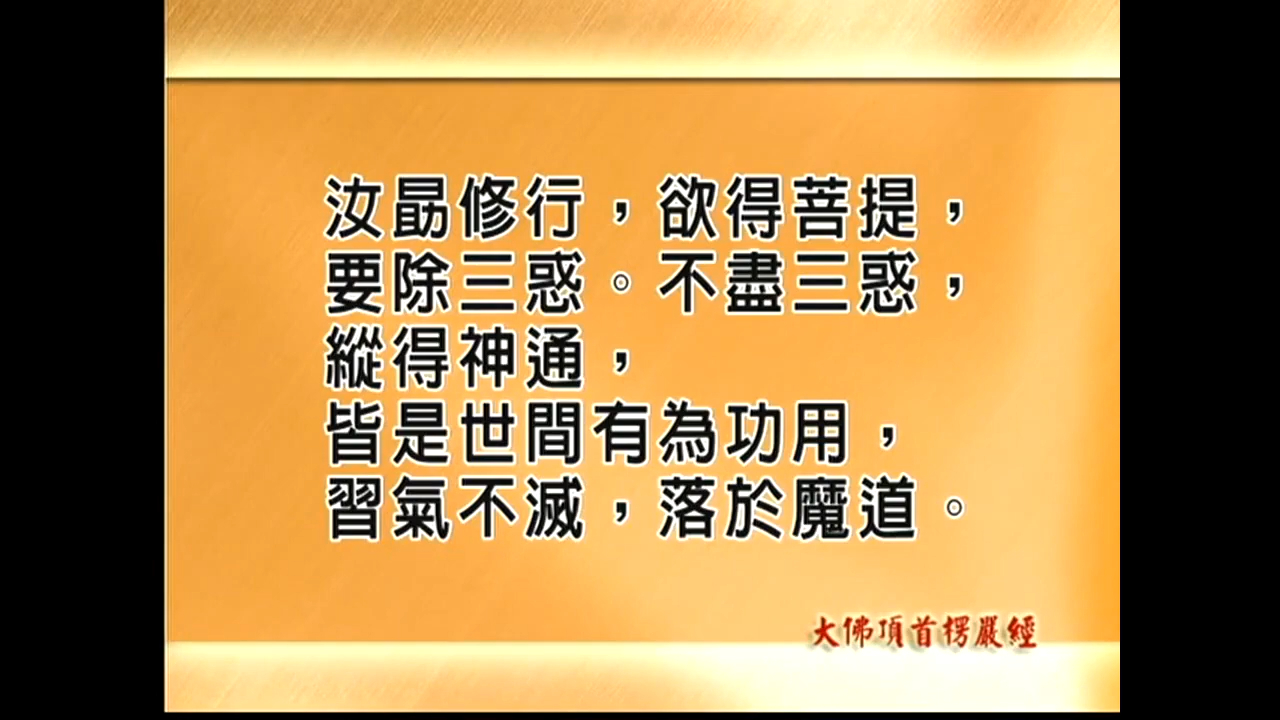 汝勗修行，欲得菩提，
要除三惑。不盡三惑，
縱得神通，
皆是世間有為功用，
習氣不滅，落於魔道。
大佛頂首楞嚴經